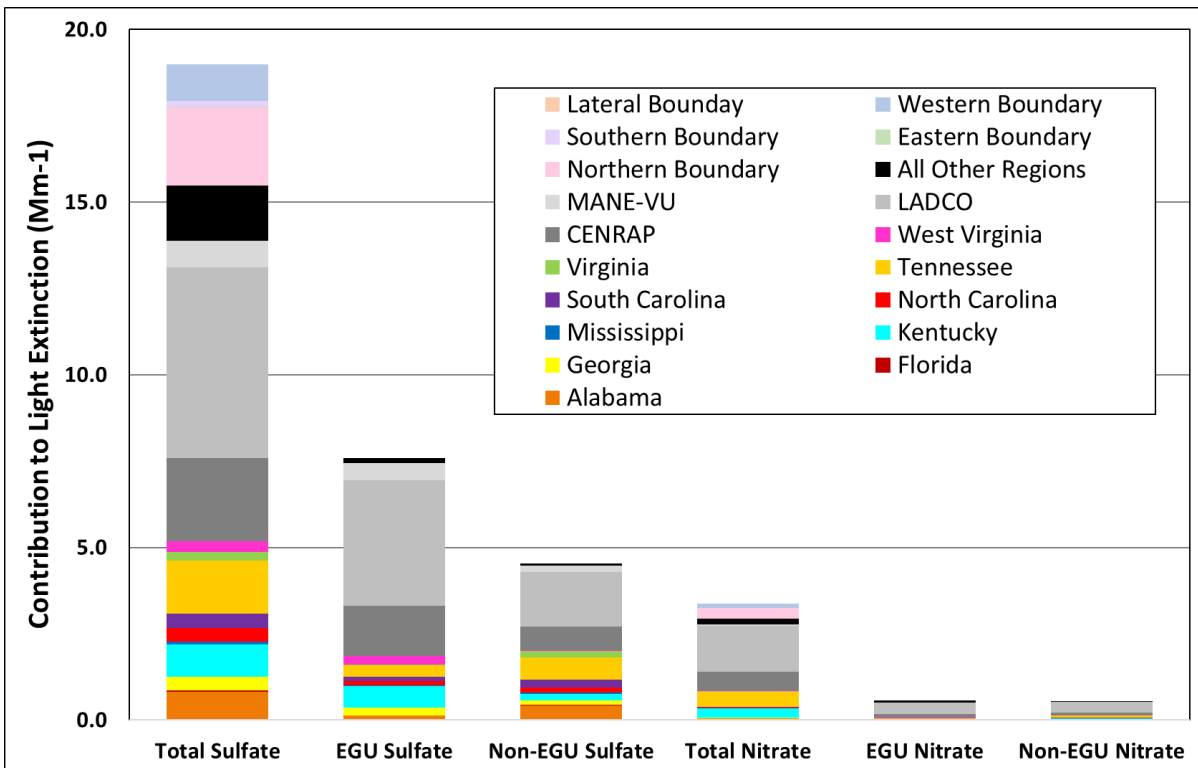 Contribution to Light Extinction (Mm-1)
20.0
15.0
10.0
5.0
0.0
Lateral Bounday
Western Boundary
Southern Boundary
Eastern Boundary
Northern Boundary
All Other Regions
MANE-VU
LADCO
CENRAP
West Virginia
Virginia
Tennessee
South Carolina
North Carolina
Mississippi
Kentucky
Georgia
Florida
Alabama
Total Sulfate
EGU Sulfate
Non-EGU Sulfate
Total Nitrate
EGU Nitrate
Non-EGU Nitrate